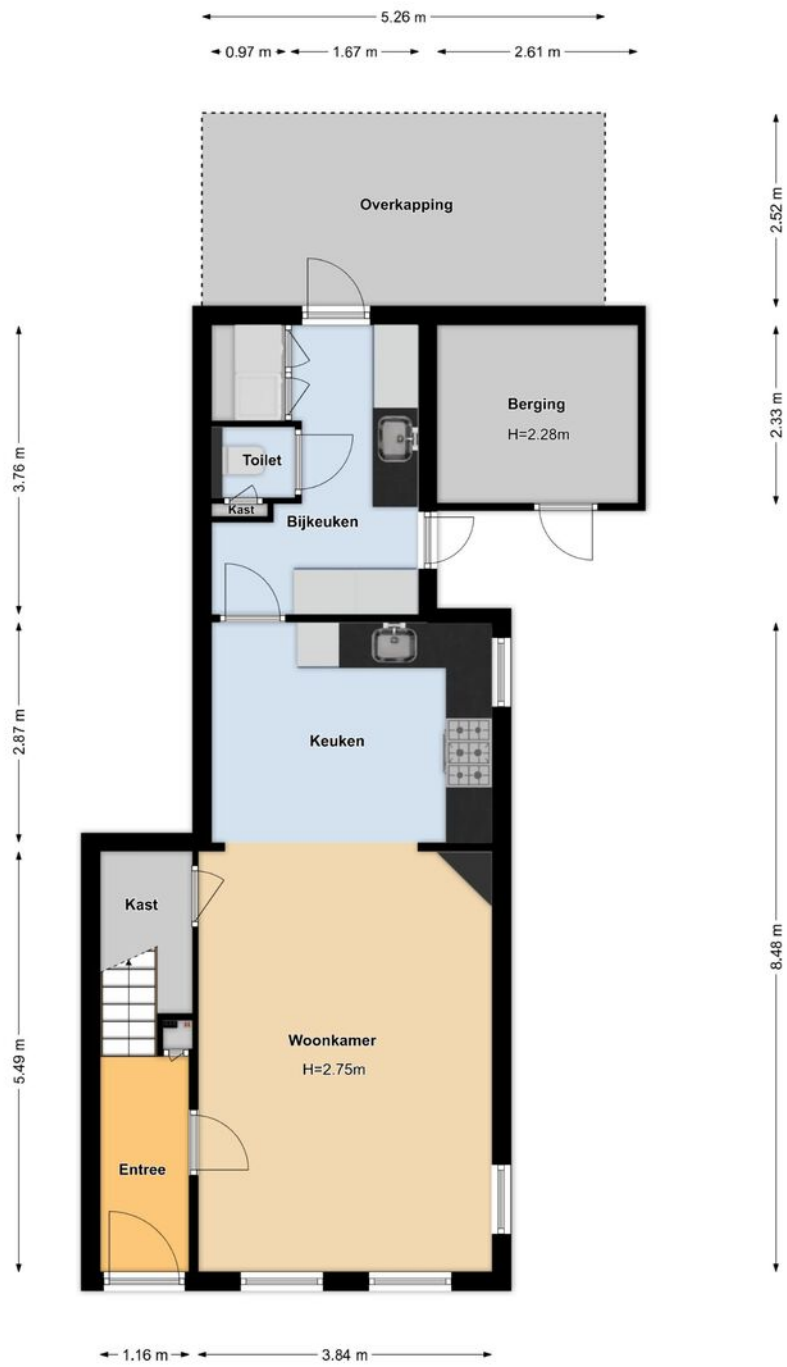 5.26 m
0.97 m
1.67 m
2.61 m
Overkapping
2.52 m
Berging
H=2.28m
2.33 m
3.76 m
Toilet
Kast
Bijkeuken
2.87 m
Keuken
Kast
8.48 m
5.49 m
Woonkamer
H=2.75m
Entree
1.16 m
3.84 m